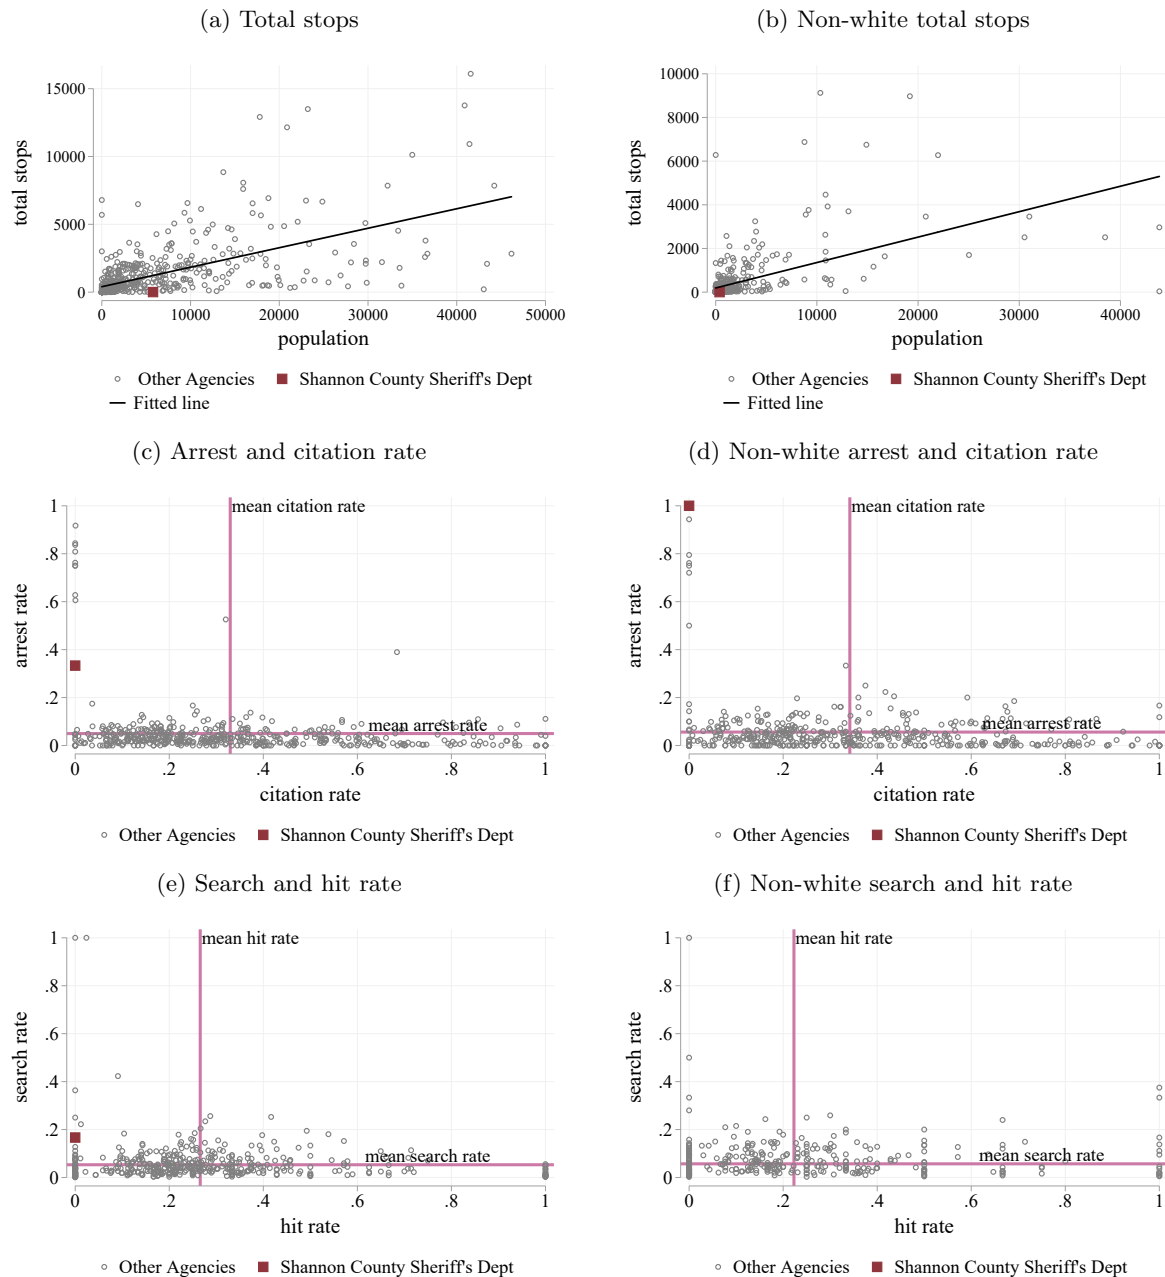 (a) Total stops
(b) Non-white total stops
total stops
15000
10000
5000
0
0 10000 20000 30000 40000 50000
population
Other Agencies Shannon County Sheriff's Dept
Fitted line
total stops
10000
8000
6000
4000
2000
0
0 10000 20000 30000 40000
population
Other Agencies Shannon County Sheriff's Dept
Fitted line
(c) Arrest and citation rate
(d) Non-white arrest and citation rate
arrest rate
1
.8
.6
.4
.2
0
mean citation rate
mean arrest rate
0 .2 .4 .6 .8 1
citation rate
Other Agencies Shannon County Sheriff's Dept
arrest rate
1
.8
.6
.4
.2
0
mean citation rate
mean arrest rate
0 .2 .4 .6 .8 1
citation rate
Other Agencies Shannon County Sheriff's Dept
(e) Search and hit rate
(f) Non-white search and hit rate
search rate
1
.8
.6
.4
.2
0
mean hit rate
mean search rate
0 .2 .4 .6 .8 1
hit rate
Other Agencies Shannon County Sheriff's Dept
search rate
1
.8
.6
.4
.2
0
mean hit rate
mean search rate
0 .2 .4 .6 .8 1
hit rate
Other Agencies Shannon County Sheriff's Dept